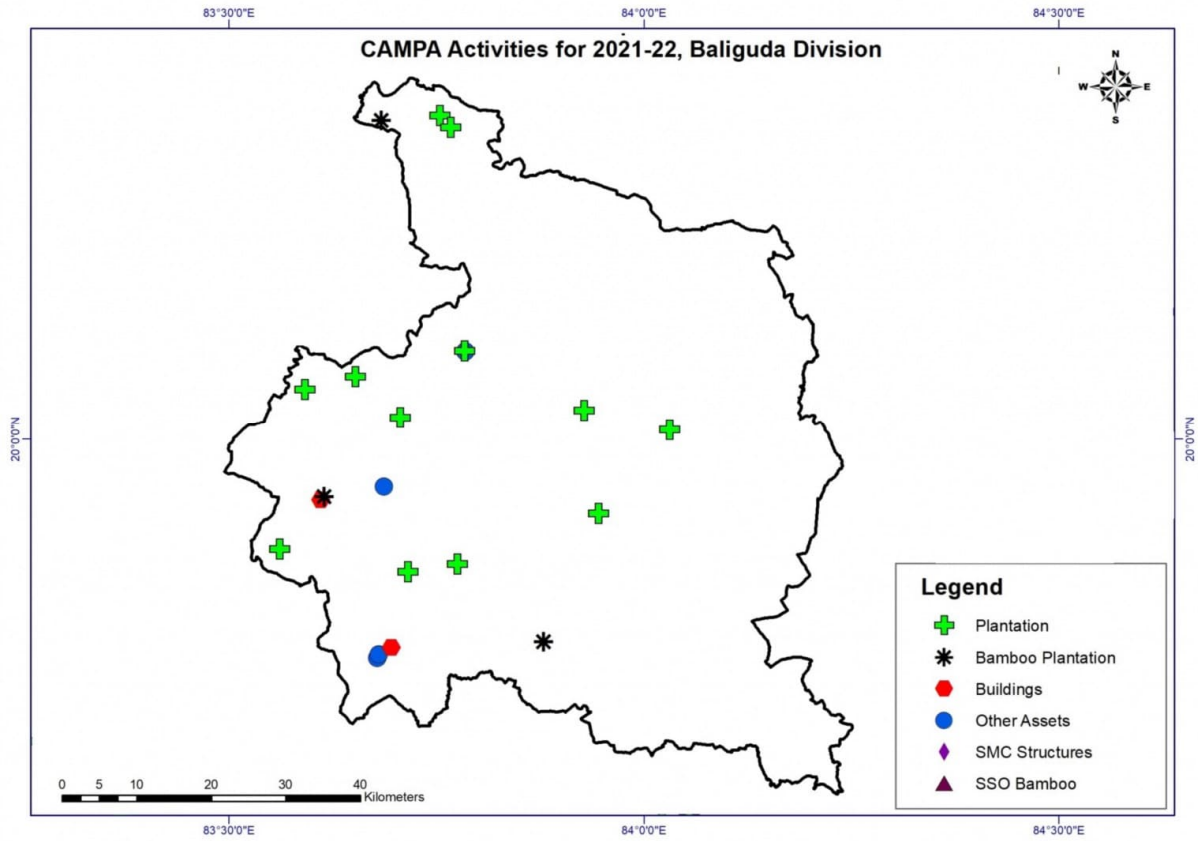 83°30'0"E 84°0'0"E 84°30'0"E
CAMPA Activities for 2021-22, Baliguda Division
N
W E
S
20°0'0"N 20°0'0"N
Legend
Plantation
Bamboo Plantation
Buildings
Other Assets
SMC Structures
SSO Bamboo
0 5 10 20 30 40
Kilometers
83°30'0"E 84°0'0"E 84°30'0"E